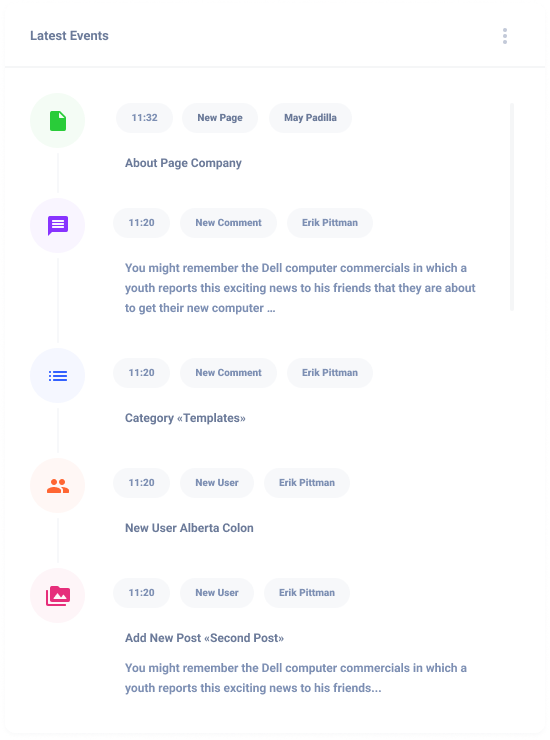 Latest Events
11:32 New Page May Padilla
About Page Company
11:20 New Comment Erik Pittman
You might remember the Dell computer commercials in which a
youth reports this exciting news to his friends that they are about
to get their new computer ...
11:20 New Comment Erik Pittman
Category «Templates»
11:20 New User Erik Pittman
New User Alberta Colon
11:20 New User Erik Pittman
Add New Post «Second Post»
You might remember the Dell computer commercials in which a
youth reports this exciting news to his friends...